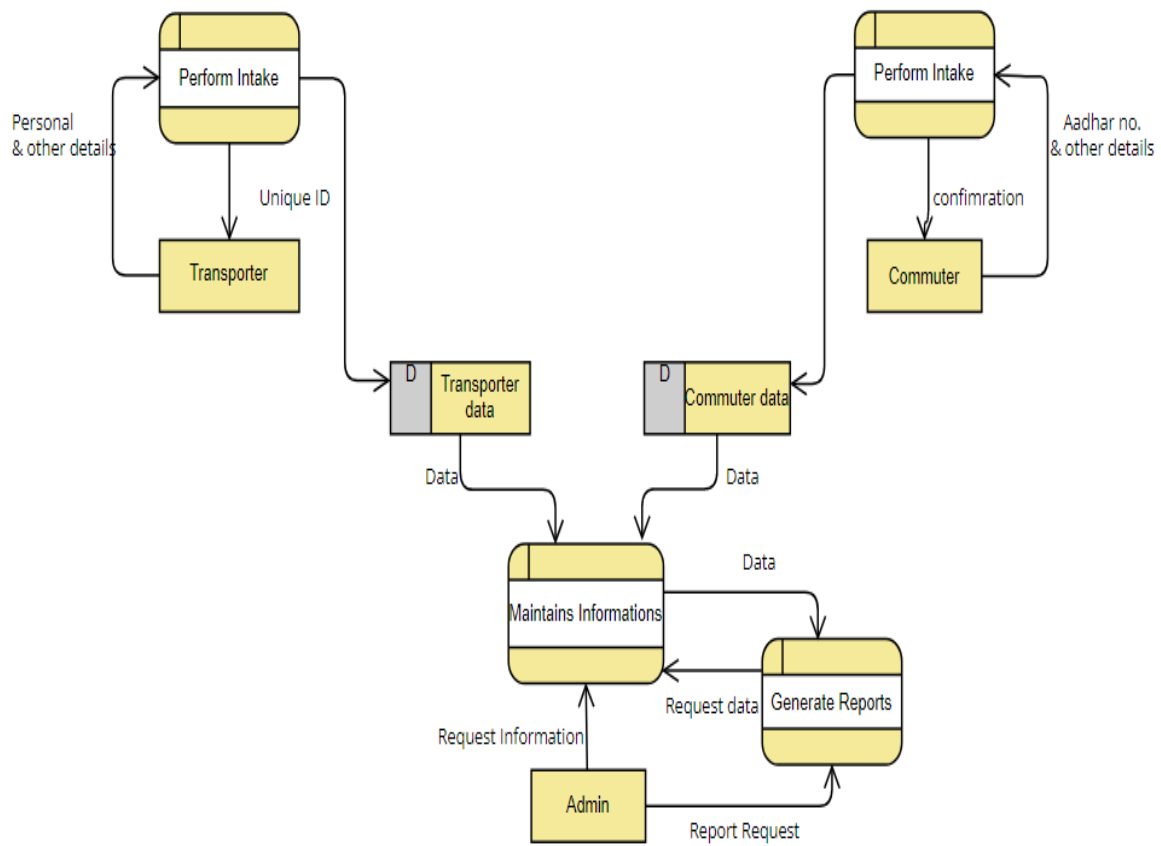 Perform Intake
Perform Intake
Personal
& other details
Aadhar no.
& other details
Unique ID
confimration
Transporter
Commuter
D
Transporter
data
D
Commuter data
Data
Data
Data
Maintains Informations
Request data
Generate Reports
Request Information
Admin
Report Request